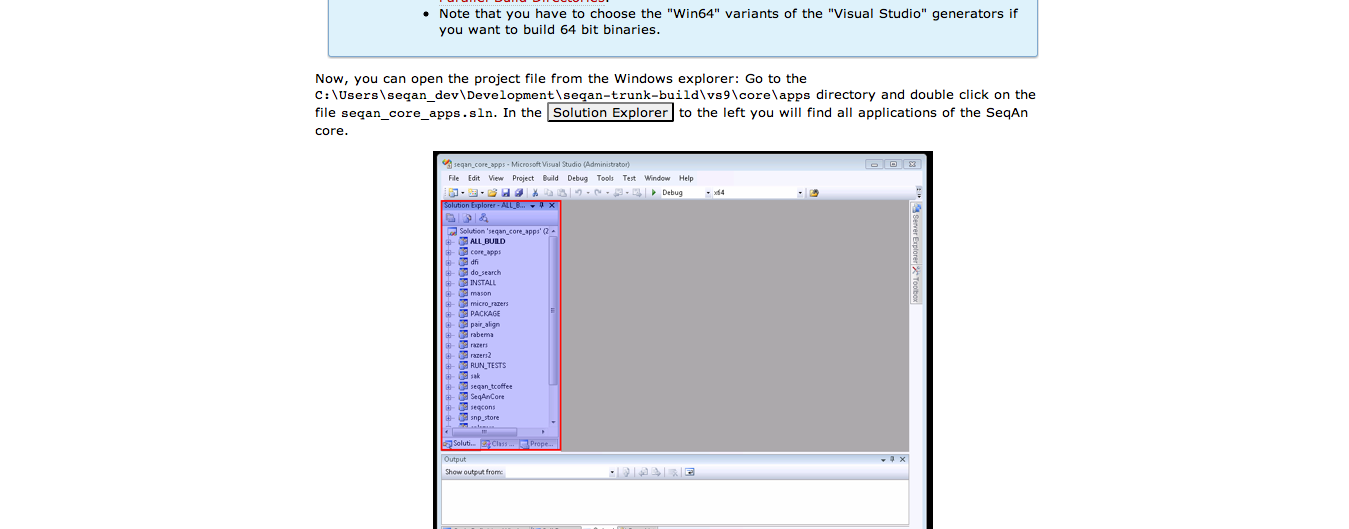 Parallel Build Directories.
• Note that you have to choose the "Win64" variants of the "Visual Studio" generators if
you want to build 64 bit binaries.
Now, you can open the project file from the Windows explorer: Go to the
C:\Users\seqan_dev\Development\seqan-trunk-build\vs9\core\apps directory and double click on the
file seqan_core_apps.sln. In the Solution Explorer to the left you will find all applications of the SeqAn
core.
seqan_core_apps - Microsoft Visual Studio (Administrator)
File Edit View Project Build Debug Tools Test Window Help
Debug x64
Solution Explorer - ALL_B...
Solution 'seqan_core_apps' (2
ALL_BUILD
core_apps
dfi
do_search
INSTALL
mason
micro_razers
PACKAGE
pair_align
rabema
razers
razers2
RUN_TESTS
sak
seqan_tcoffee
SeqAnCore
seqcons
snp_store
Soluti... Class ... Prope...
Server Explorer
Toolbox
Output
Show output from: